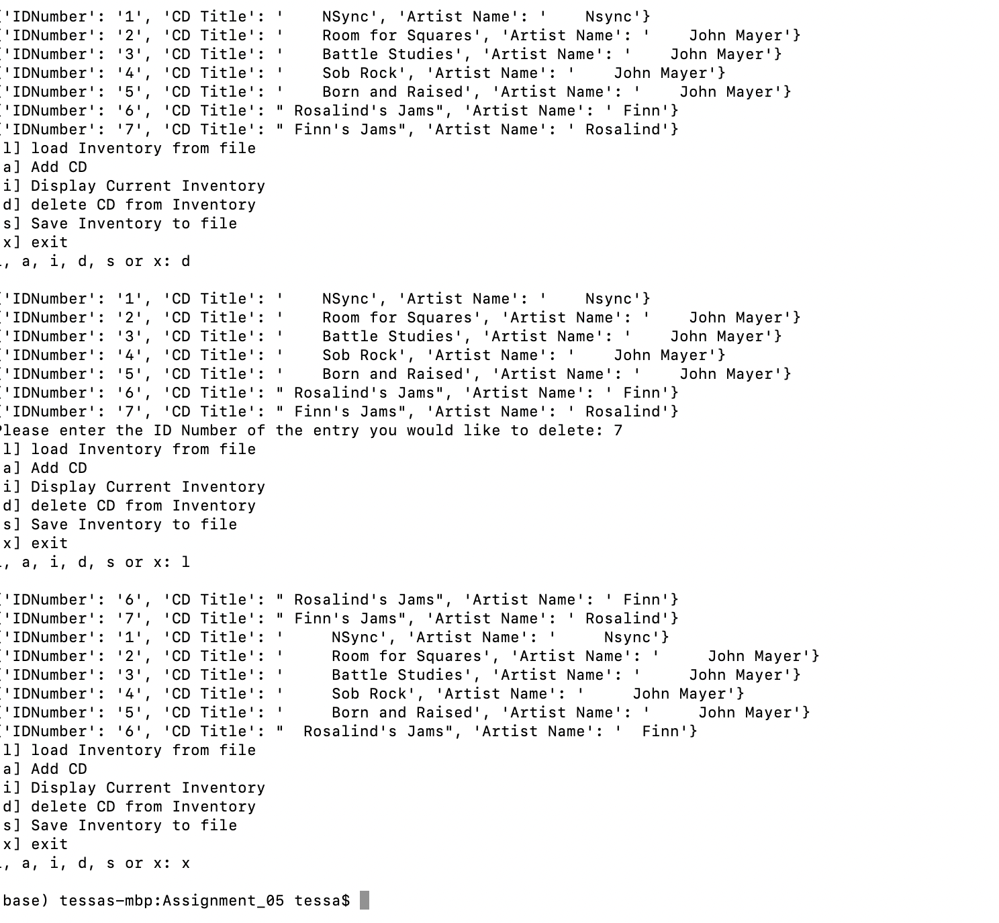 'IDNumber': '1', 'CD Title': '    NSync', 'Artist Name': '    Nsync'}
'IDNumber': '2', 'CD Title': '    Room for Squares', 'Artist Name': '    John Mayer'}
'IDNumber': '3', 'CD Title': '    Battle Studies', 'Artist Name': '    John Mayer'}
'IDNumber': '4', 'CD Title': '    Sob Rock', 'Artist Name': '    John Mayer'}
'IDNumber': '5', 'CD Title': '    Born and Raised', 'Artist Name': '    John Mayer'}
'IDNumber': '6', 'CD Title': " Rosalind's Jams", 'Artist Name': ' Finn'}
'IDNumber': '7', 'CD Title': " Finn's Jams", 'Artist Name': ' Rosalind'}
l] load Inventory from file
a] Add CD
i] Display Current Inventory
d] delete CD from Inventory
s] Save Inventory to file
x] exit
, a, i, d, s or x: d
'IDNumber': '1', 'CD Title': '    NSync', 'Artist Name': '    Nsync'}
'IDNumber': '2', 'CD Title': '    Room for Squares', 'Artist Name': '    John Mayer'}
'IDNumber': '3', 'CD Title': '    Battle Studies', 'Artist Name': '    John Mayer'}
'IDNumber': '4', 'CD Title': '    Sob Rock', 'Artist Name': '    John Mayer'}
'IDNumber': '5', 'CD Title': '    Born and Raised', 'Artist Name': '    John Mayer'}
'IDNumber': '6', 'CD Title': " Rosalind's Jams", 'Artist Name': ' Finn'}
'IDNumber': '7', 'CD Title': " Finn's Jams", 'Artist Name': ' Rosalind'}
Please enter the ID Number of the entry you would like to delete: 7
l] load Inventory from file
a] Add CD
i] Display Current Inventory
d] delete CD from Inventory
s] Save Inventory to file
x] exit
, a, i, d, s or x: l
'IDNumber': '6', 'CD Title': " Rosalind's Jams", 'Artist Name': ' Finn'}
'IDNumber': '7', 'CD Title': " Finn's Jams", 'Artist Name': ' Rosalind'}
'IDNumber': '1', 'CD Title': '     NSync', 'Artist Name': '     Nsync'}
'IDNumber': '2', 'CD Title': '     Room for Squares', 'Artist Name': '     John Mayer'}
'IDNumber': '3', 'CD Title': '     Battle Studies', 'Artist Name': '     John Mayer'}
'IDNumber': '4', 'CD Title': '     Sob Rock', 'Artist Name': '     John Mayer'}
'IDNumber': '5', 'CD Title': '     Born and Raised', 'Artist Name': '     John Mayer'}
'IDNumber': '6', 'CD Title': "  Rosalind's Jams", 'Artist Name': '  Finn'}
l] load Inventory from file
a] Add CD
i] Display Current Inventory
d] delete CD from Inventory
s] Save Inventory to file
x] exit
, a, i, d, s or x: x
base) tessas-mbp:Assignment_05 tessa$